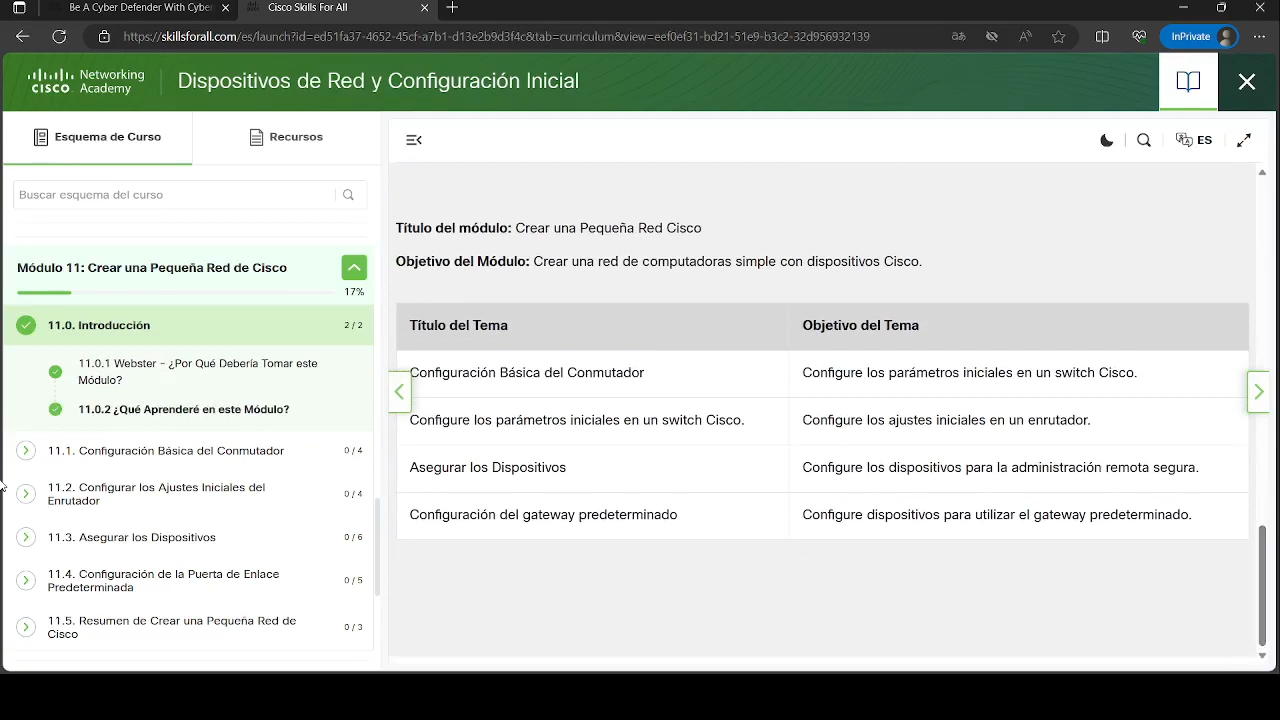 Be A Cyber Defender With Cyber
Cisco Skills For All
https://skillsforall.com/es/launch?id=ed51fa37-4652-45cf-a7b1-d13e2b9d3f4c&tab=curriculum&view=eef0ef31-bd21-51e9-b3c2-32d956932139
InPrivate
Networking
CISCO Academy
Dispositivos de Red y Configuración Inicial
Esquema de Curso
Recursos
ES
Buscar esquema del curso
Módulo 11: Crear una Pequeña Red de Cisco
17%
11.0. Introducción 2 / 2
11.0.1 Webster - ¿Por Qué Debería Tomar este
Módulo?
11.0.2 ¿Qué Aprenderé en este Módulo?
11.1. Configuración Básica del Conmutador 0 / 4
11.2. Configurar los Ajustes Iniciales del
Enrutador 0 / 4
11.3. Asegurar los Dispositivos 0 / 6
11.4. Configuración de la Puerta de Enlace
Predeterminada 0 / 5
11.5. Resumen de Crear una Pequeña Red de
Cisco 0 / 3
Título del módulo: Crear una Pequeña Red Cisco
Objetivo del Módulo: Crear una red de computadoras simple con dispositivos Cisco.
Título del Tema Objetivo del Tema
Configuración Básica del Conmutador Configure los parámetros iniciales en un switch Cisco.
Configure los parámetros iniciales en un switch Cisco. Configure los ajustes iniciales en un enrutador.
Asegurar los Dispositivos Configure los dispositivos para la administración remota segura.
Configuración del gateway predeterminado Configure dispositivos para utilizar el gateway predeterminado.